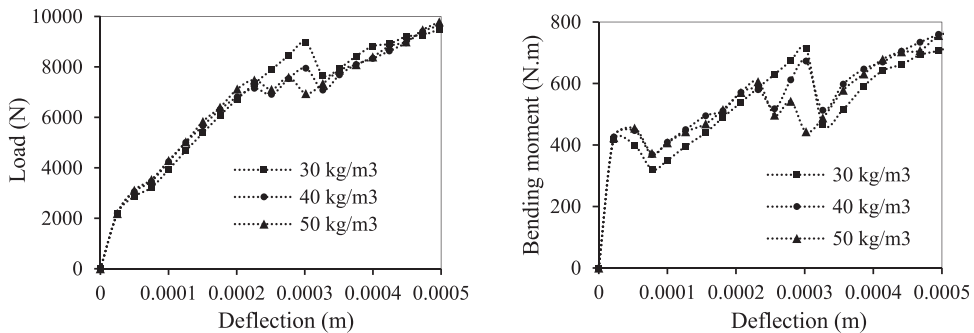 10000
8000
6000
4000
2000
0
Load (N)
30 kg/m3
40 kg/m3
50 kg/m3
0 0.0001 0.0002 0.0003 0.0004 0.0005
Deflection (m)
800
600
400
200
0
Bending moment (N.m)
30 kg/m3
40 kg/m3
50 kg/m3
0 0.0001 0.0002 0.0003 0.0004 0.0005
Deflection (m)